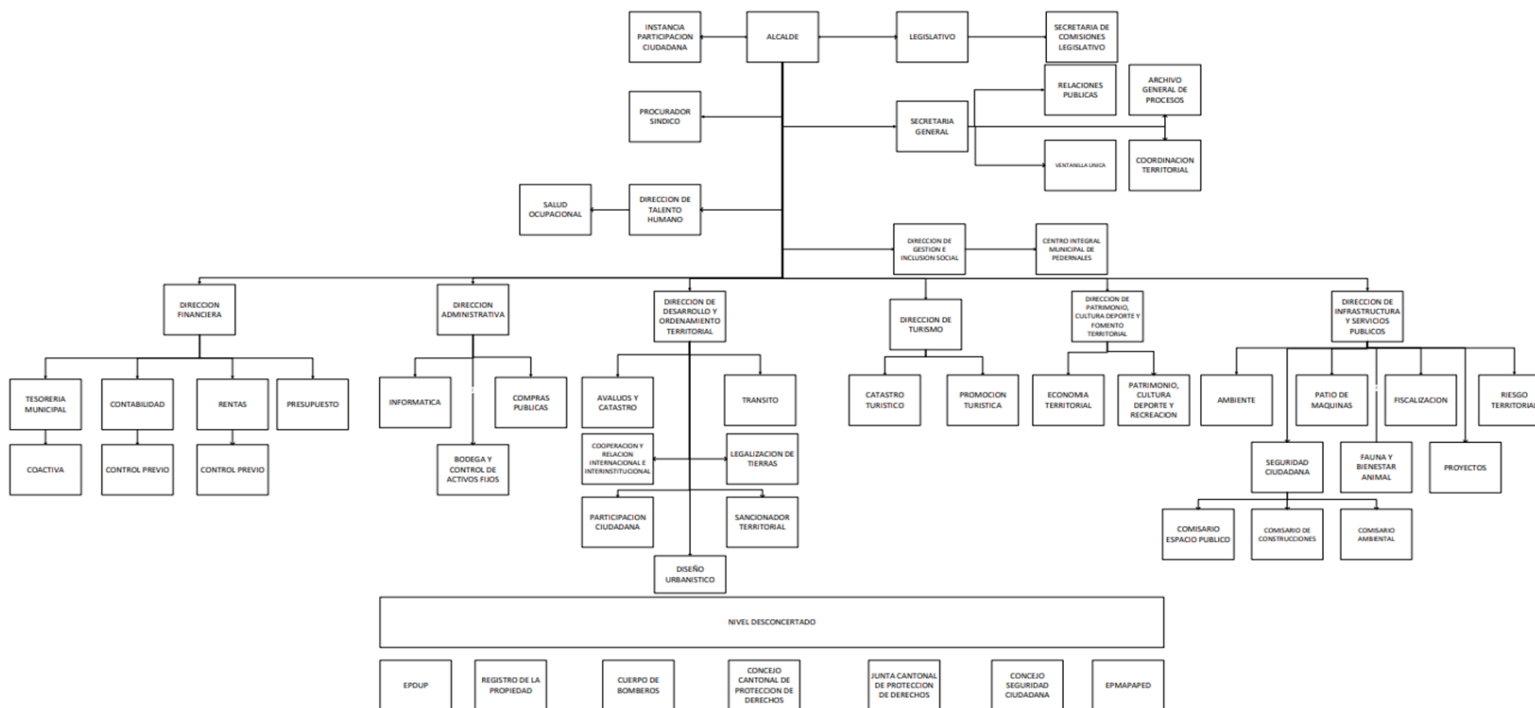 INSTANCIA
PARTICIPACION
CIUDADANA
ALCALDE
LEGISLATIVO
SECRETARIA DE
COMISIONES
LEGISLATIVO
RELACIONES
PUBLICAS
ARCHIVO
GENERAL DE
PROCESOS
PROCURADOR
SINDICO
SECRETARIA
GENERAL
VENTANILLA UNICA
COORDINACION
TERRITORIAL
SALUD
OCUPACIONAL
DIRECCION DE
TALENTO
HUMANO
DIRECCION DE
GESTION E
INCLUSION SOCIAL
CENTRO INTEGRAL
MUNICIPAL DE
PEDERNALES
DIRECCION
FINANCIERA
DIRECCION
ADMINISTRATIVA
DIRECCION DE
DESARROLLO Y
ORDENAMIENTO
TERRITORIAL
DIRECCION DE
TURISMO
DIRECCION DE
PATRIMONIO,
CULTURA DEPORTE Y
FOMENTO
TERRITORIAL
DIRECCION DE
INFRASTRUCTURA
Y SERVICIOS
PUBLICOS
TESORERIA
MUNICIPAL
CONTABILIDAD
RENTAS
PRESUPUESTO
INFORMATICA
COMPRAS
PUBLICAS
AVALUOS Y
CATASTRO
TRANSITO
CATASTRO
TURISTICO
PROMOCION
TURISTICA
ECONOMIA
TERRITORIAL
PATRIMONIO,
CULTURA
DEPORTE Y
RECREACION
AMBIENTE
PATIO DE
MAQUINAS
FISCALIZACION
RIESGO
TERRITORIAL
COACTIVA
CONTROL PREVIO
CONTROL PREVIO
BODEGA Y
CONTROL DE
ACTIVOS FIJOS
COOPERACION Y
RELACION
INTERNACIONAL E
INTERINSTITUCIONAL
LEGALIZACION DE
TIERRAS
SEGURIDAD
CIUDADANA
FAUNA Y
BIENESTAR
ANIMAL
PROYECTOS
PARTICIPACION
CIUDADANA
SANCIONADOR
TERRITORIAL
COMISARIO
ESPACIO PUBLICO
COMISARIO DE
CONSTRUCCIONES
COMISARIO
AMBIENTAL
DISEÑO
URBANISTICO
NIVEL DESCONCERTADO
EPDUP
REGISTRO DE LA
PROPIEDAD
CUERPO DE
BOMBEROS
CONCEJO
CANTONAL DE
PROTECCION DE
DERECHOS
JUNTA CANTONAL
DE PROTECCION
DE DERECHOS
CONCEJO
SEGURIDAD
CIUDADANA
EPMAPAPED